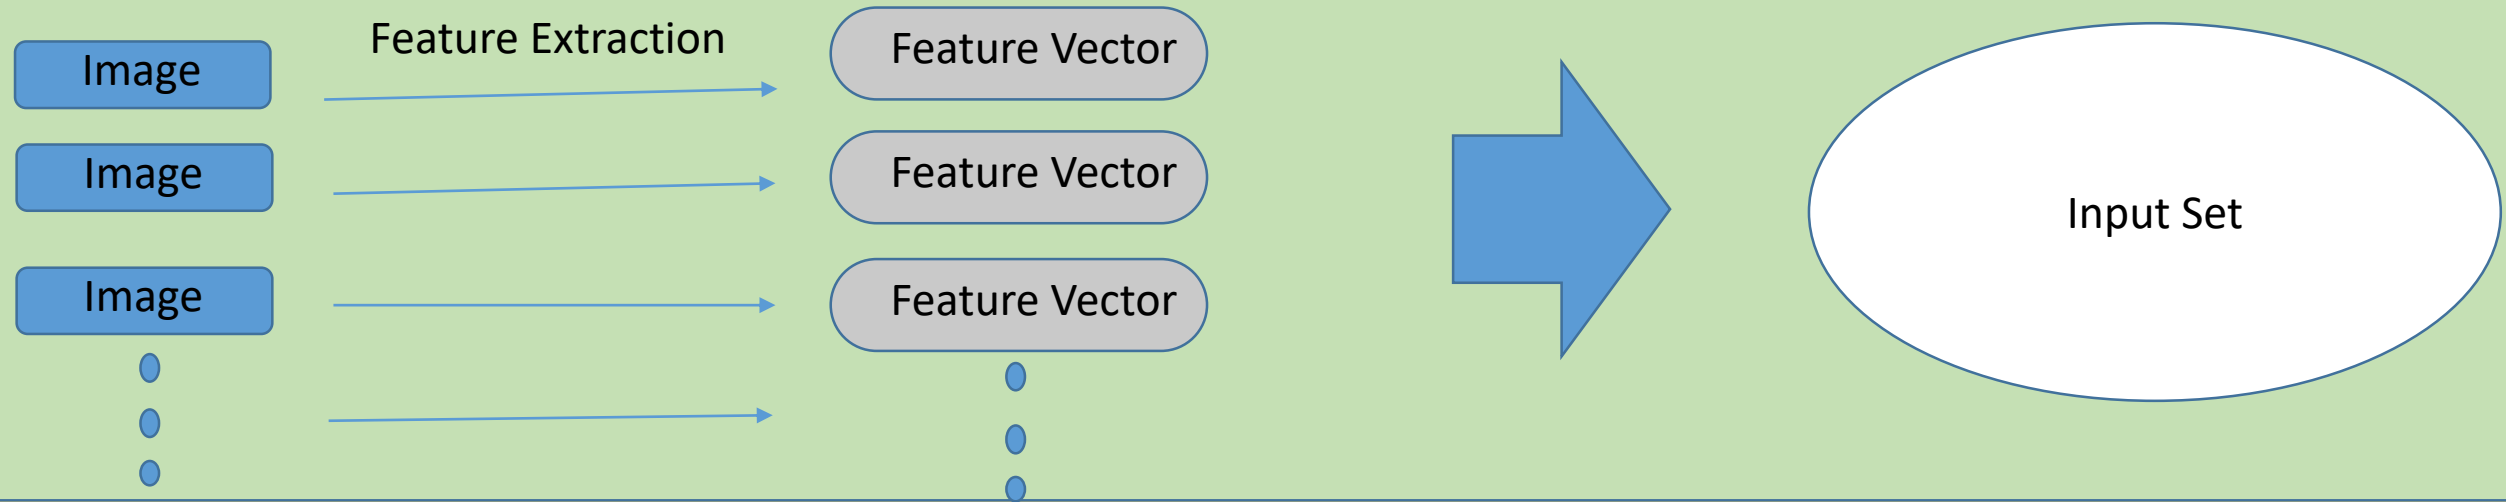 Feature Extraction
Image
Feature Vector
Image
Feature Vector
Image
Feature Vector
Input Set